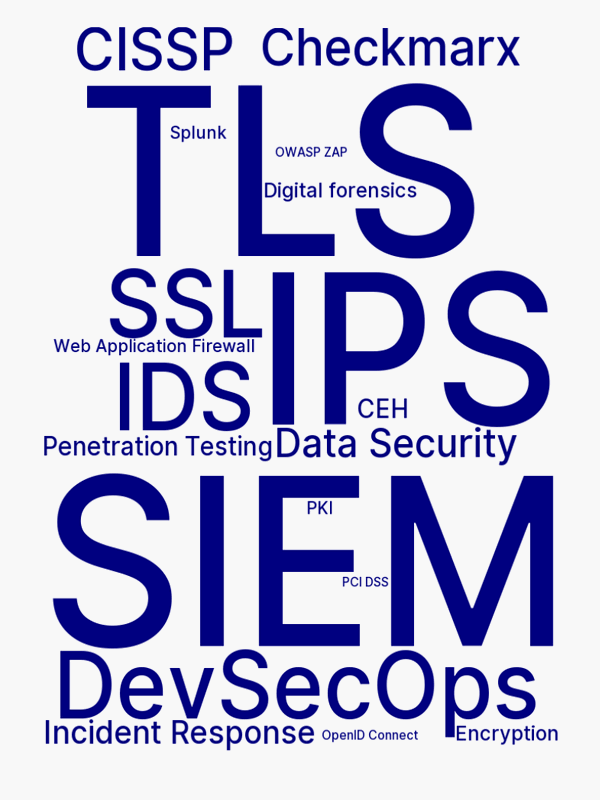 CISSP
Checkmarx
TLS
Splunk
OWASP ZAP
Digital forensics
SSL
IPS
Web Application Firewall
IDS
CEH
Penetration Testing
Data Security
SIEM
PKI
PCI DSS
DevSecOps
Incident Response
OpenID Connect
Encryption